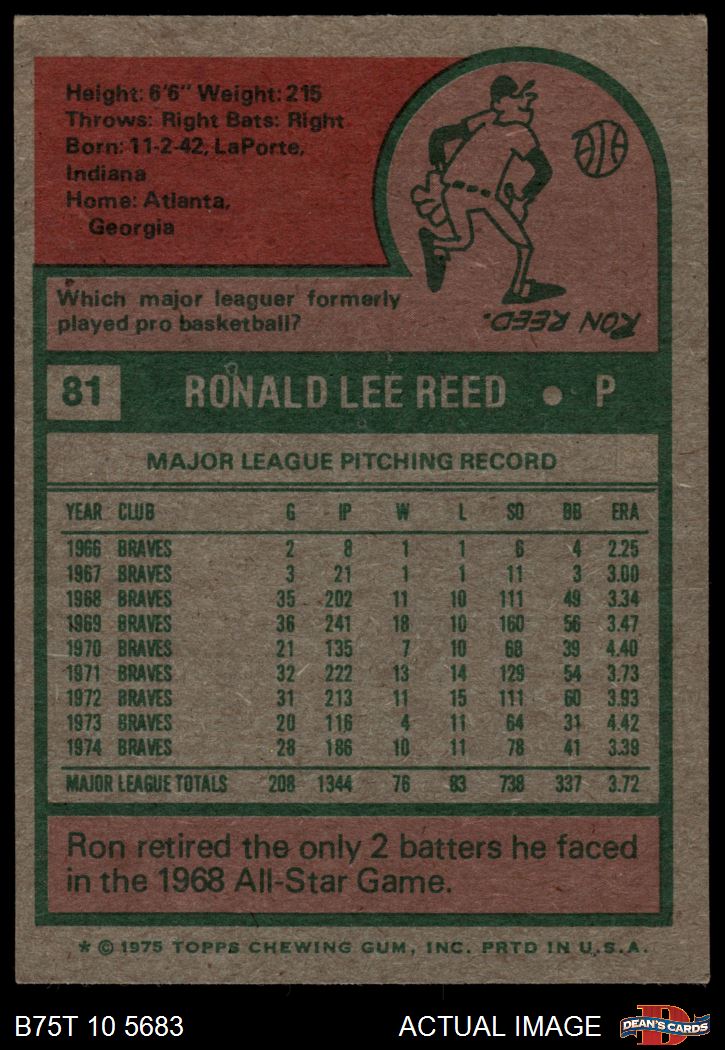 Height: 6'6" Weight: 215
Throws: Right Bats: Right
Born: 11-2-42, LaPorte,
Indiana
Home: Atlanta,
Georgia
Which major leaguer formerly
played pro basketball?
RON REED.
81 RONALD LEE REED • P
MAJOR LEAGUE PITCHING RECORD
YEAR CLUB G IP W L SO BB ERA
1966 BRAVES 2 8 1 1 6 4 2.25
1967 BRAVES 3 21 1 1 11 3 3.00
1968 BRAVES 35 202 11 10 111 49 3.34
1969 BRAVES 36 241 18 10 160 56 3.47
1970 BRAVES 21 135 7 10 68 39 4.40
1971 BRAVES 32 222 13 14 129 54 3.73
1972 BRAVES 31 213 11 15 111 60 3.93
1973 BRAVES 20 116 4 11 64 31 4.42
1974 BRAVES 28 186 10 11 78 41 3.39
MAJOR LEAGUE TOTALS 208 1344 76 83 738 337 3.72
Ron retired the only 2 batters he faced
in the 1968 All-Star Game.
* © 1975 TOPPS CHEWING GUM, INC. PRTD IN U.S.A.
B75T 10 5683 ACTUAL IMAGE
D
DEAN'S CARDS